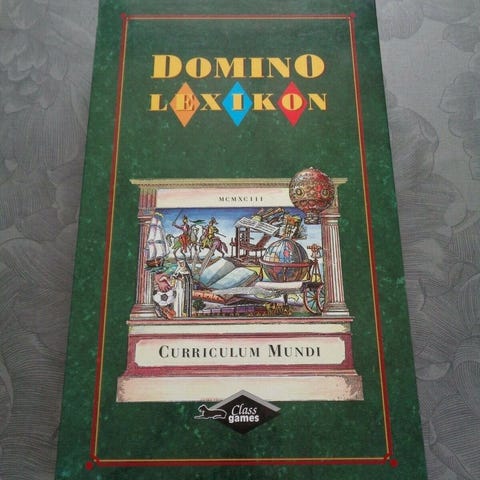 DOMINO
LEXIKON
MCMXCIII
CURRICULUM MUNDI
Class
games